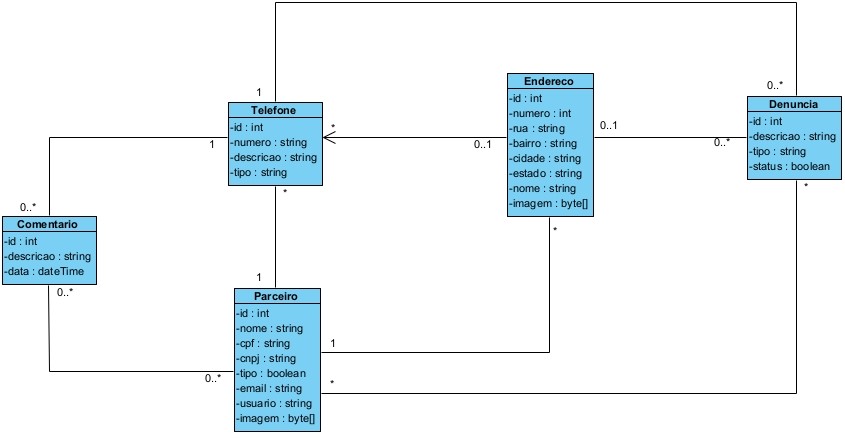 1
0..*
Telefone
-id : int
-numero : string
-descricao : string
-tipo : string
Endereco
-id : int
-numero : int
-rua : string
-bairro : string
-cidade : string
-estado : string
-nome : string
-imagem : byte[]
Denuncia
-id : int
-descricao : string
-tipo : string
-status : boolean
1
*
0..1
0..1
0..*
*
*
*
0..*
Comentario
-id : int
-descricao : string
-data : dateTime
0..*
1
Parceiro
-id : int
-nome : string
-cpf : string
-cnpj : string
-tipo : boolean
-email : string
-usuario : string
-imagem : byte[]
0..*
1
*